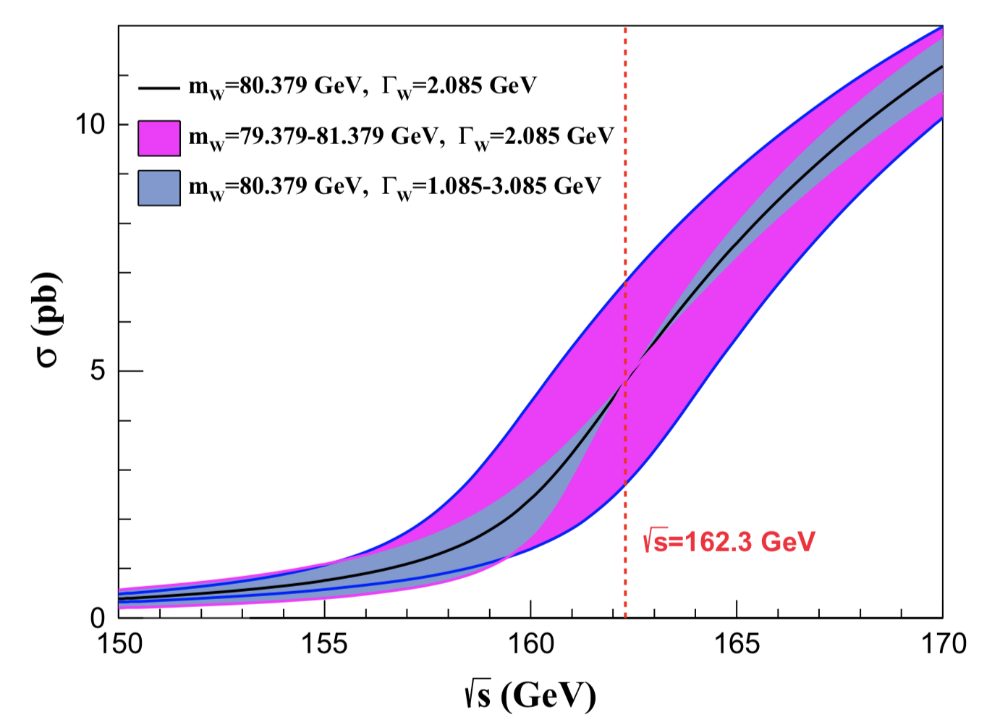 m_W=80.379 GeV, Γ_W=2.085 GeV
m_W=79.379-81.379 GeV, Γ_W=2.085 GeV
m_W=80.379 GeV, Γ_W=1.085-3.085 GeV
10
5
0
σ (pb)
√s=162.3 GeV
150 155 160 165 170
√s (GeV)